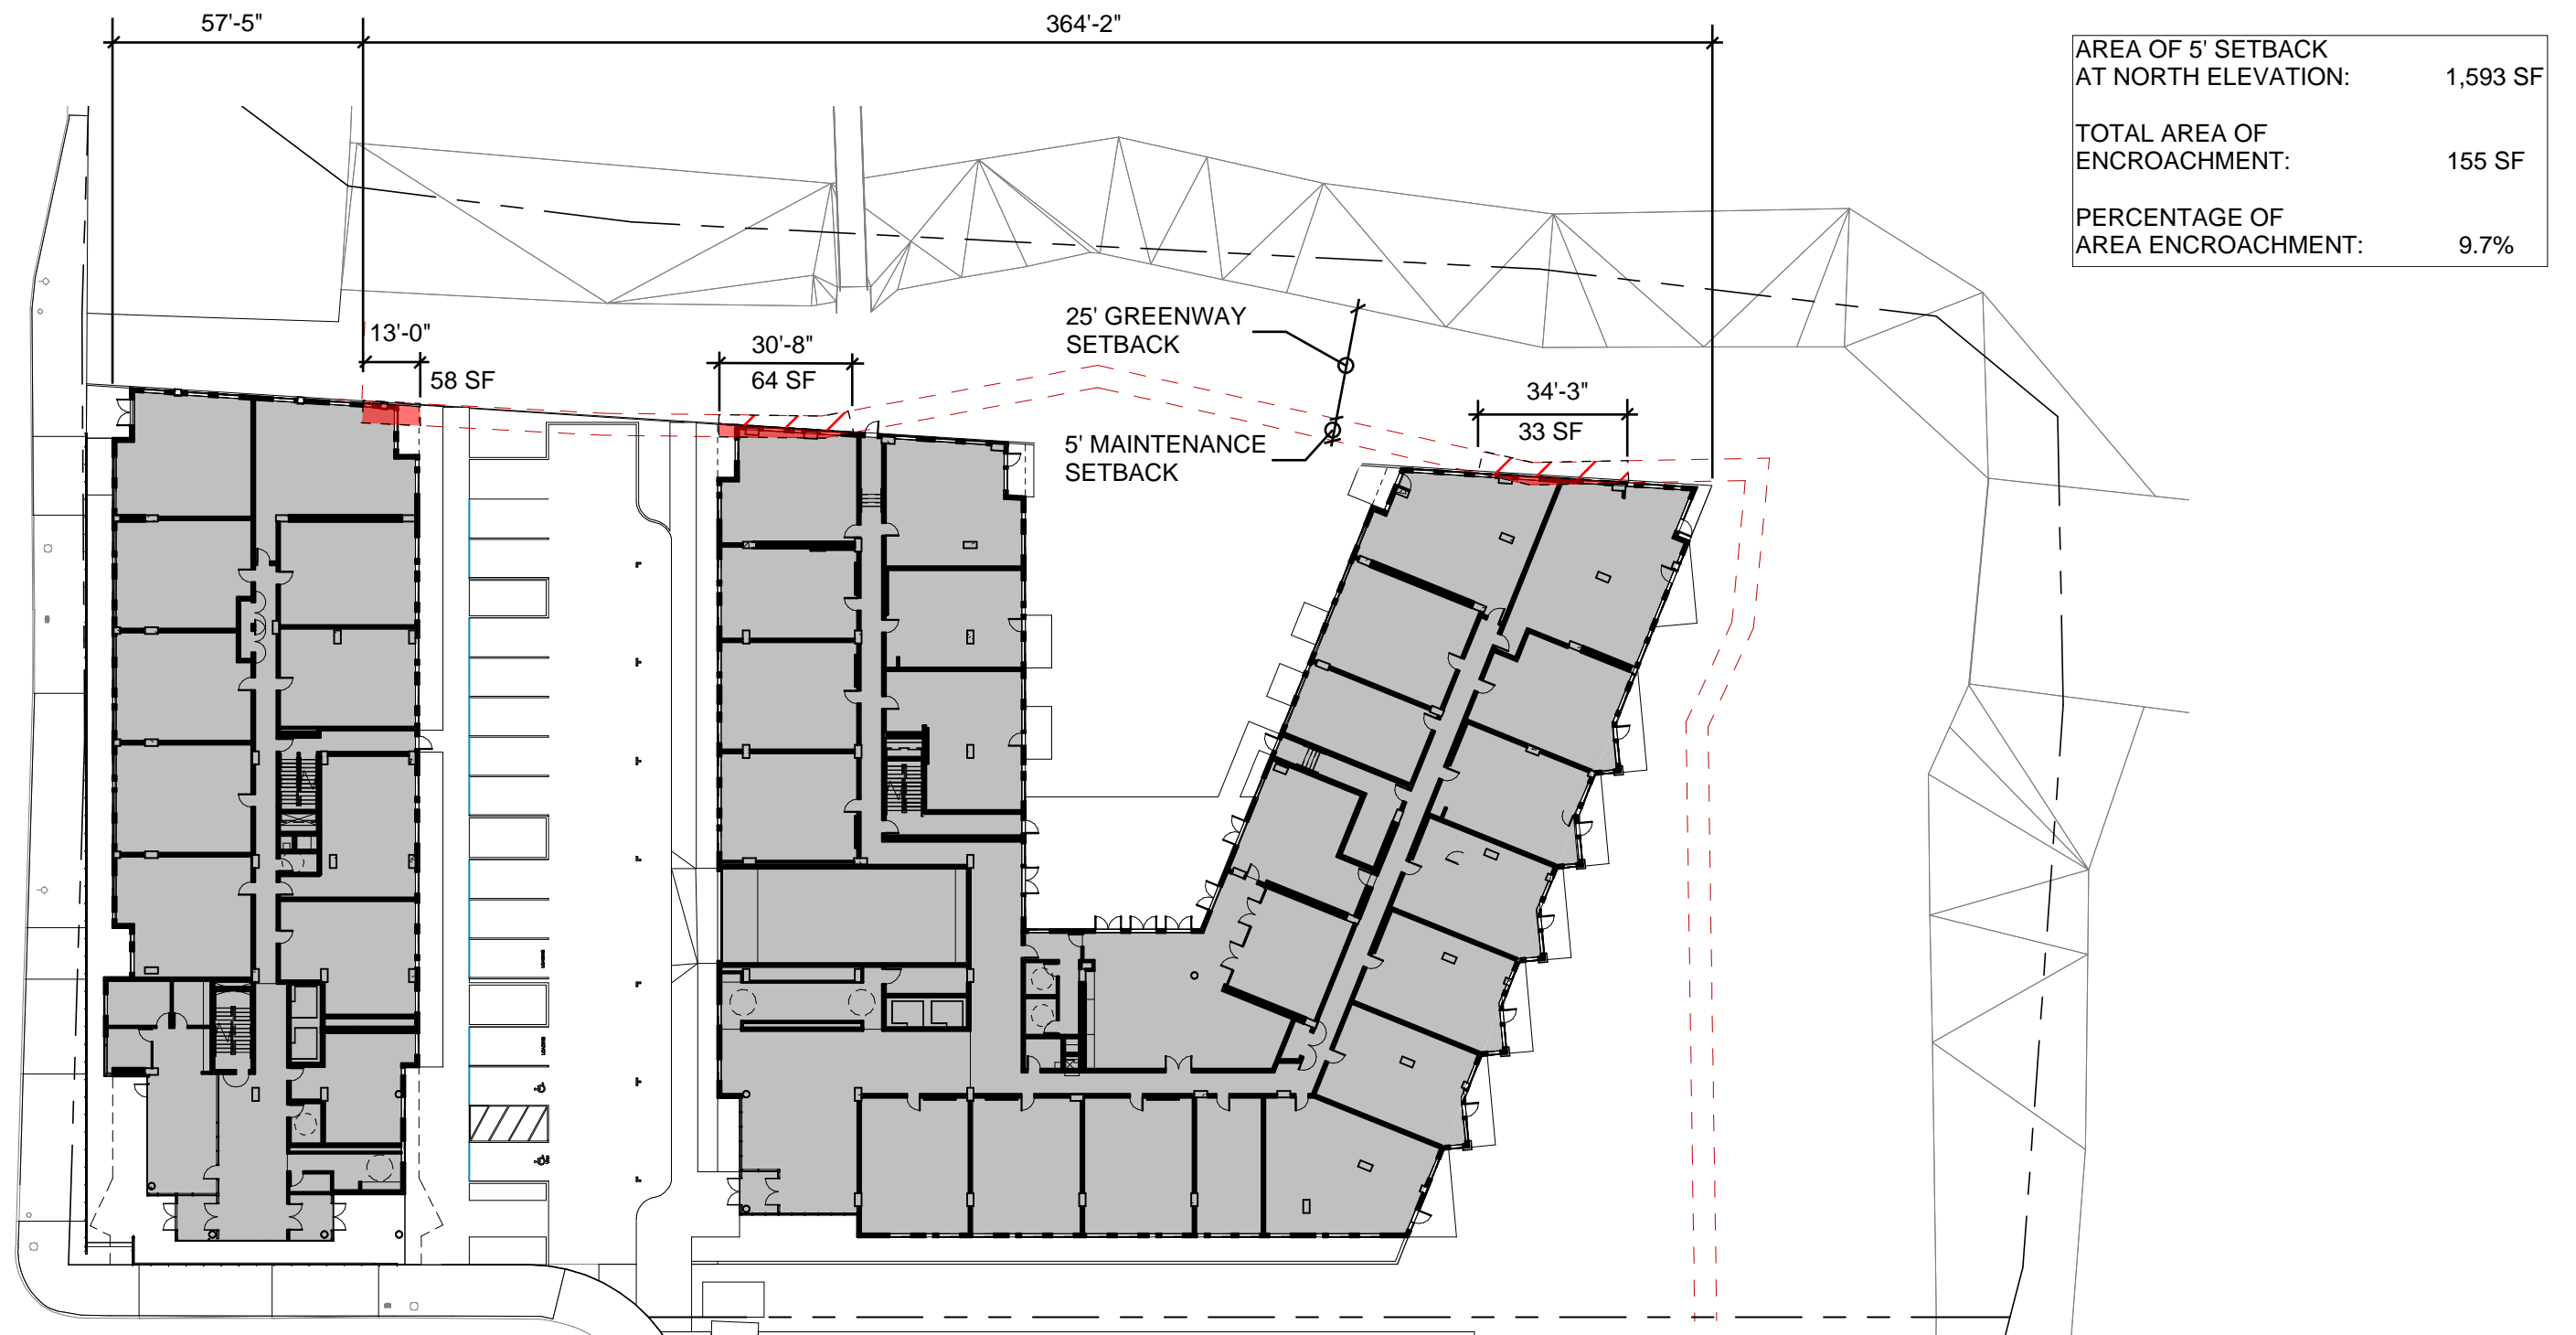 57'-5"
364'-2"
AREA OF 5' SETBACK
AT NORTH ELEVATION: 1,593 SF
TOTAL AREA OF
ENCROACHMENT: 155 SF
PERCENTAGE OF
AREA ENCROACHMENT: 9.7%
13'-0"
58 SF
30'-8"
64 SF
25' GREENWAY
SETBACK
5' MAINTENANCE
SETBACK
34'-3"
33 SF